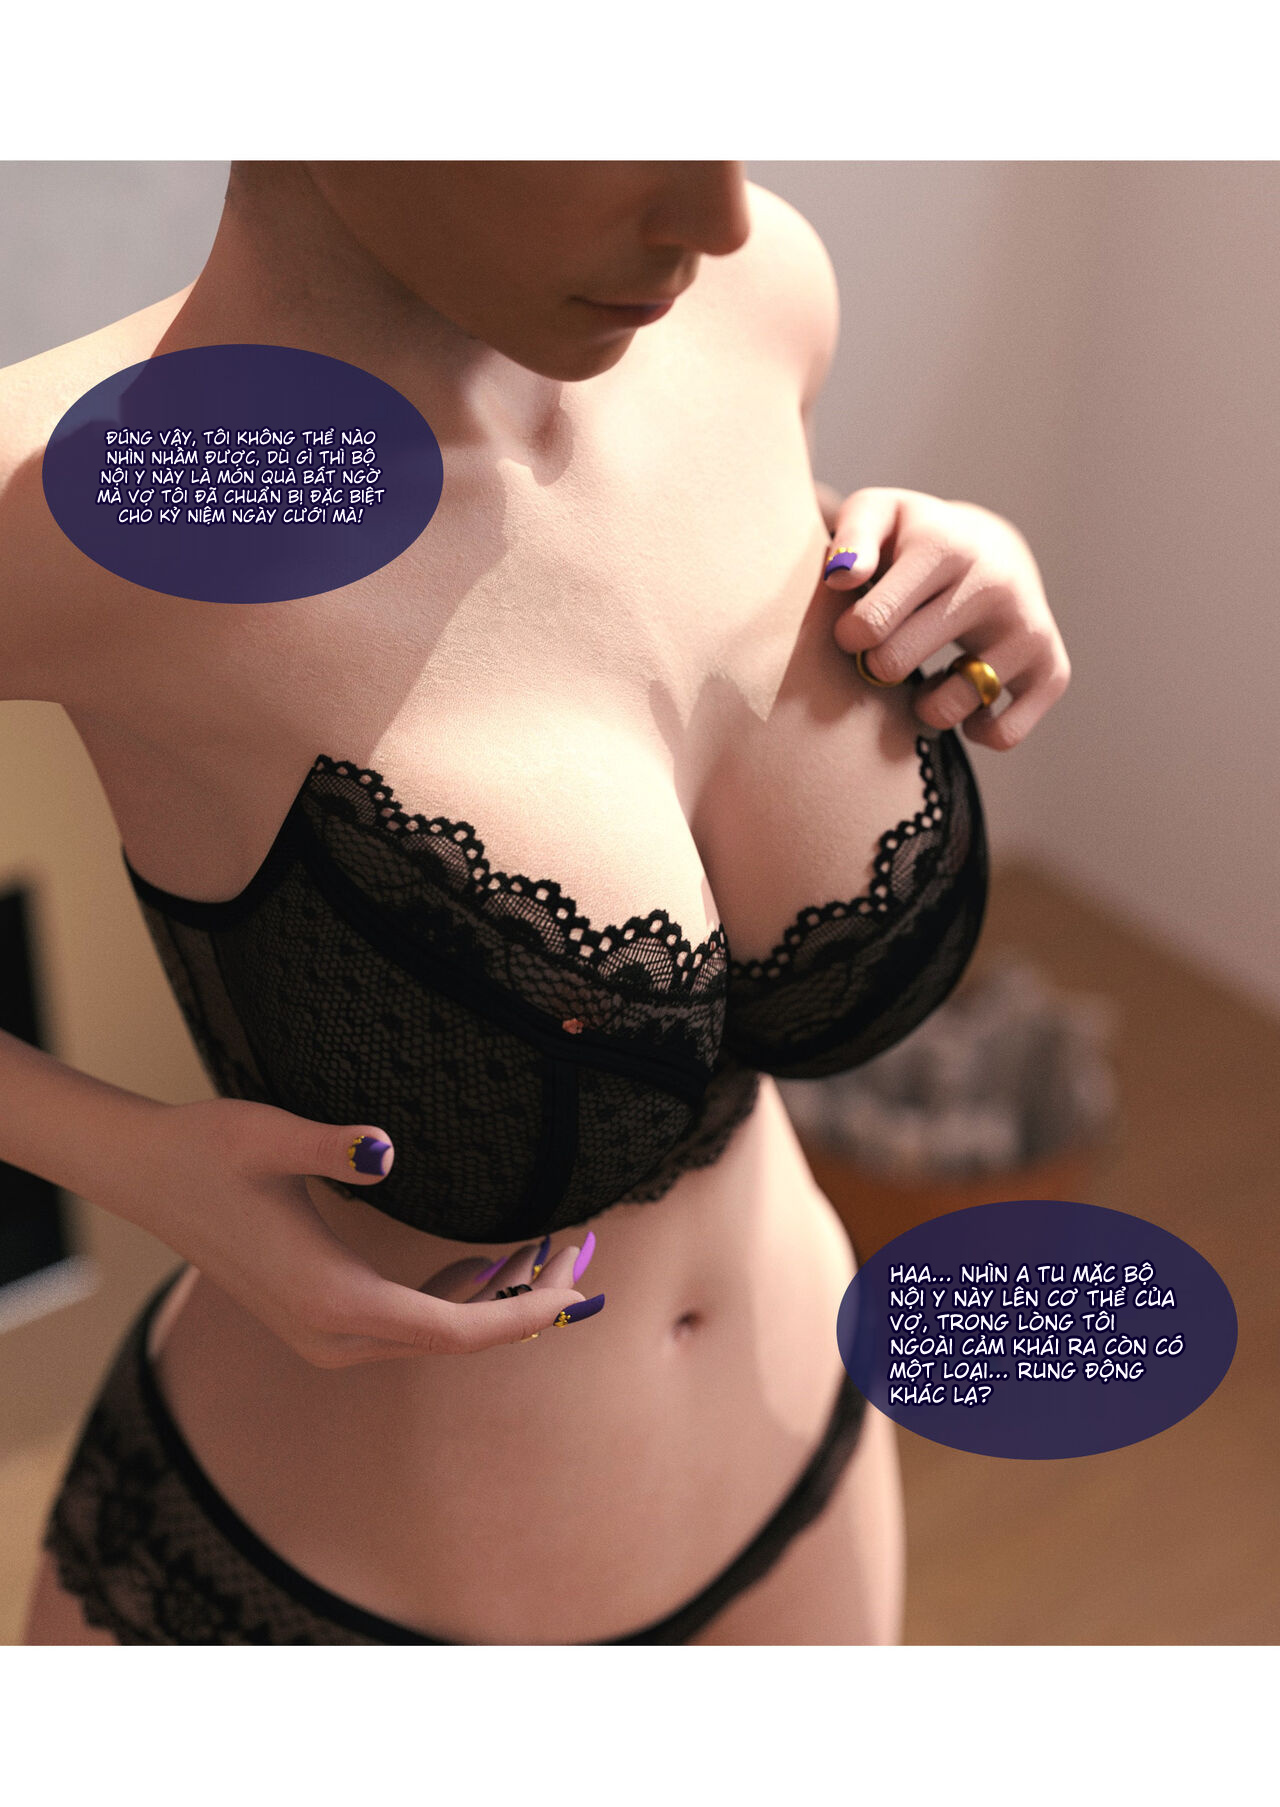 ĐÚNG VẬY, TÔI KHÔNG THỂ NÀO
NHÌN NHẦM ĐƯỢC, DÙ GÌ THÌ BỘ
NỘI Y NÀY LÀ MÓN QUÀ BẤT NGỜ
MÀ VỢ TÔI ĐÃ CHUẨN BỊ ĐẶC BIỆT
CHO KỶ NIỆM NGÀY CƯỚI MÀ!
HAA... NHÌN A TU MẶC BỘ
NỘI Y NÀY LÊN CƠ THỂ CỦA
VỢ, TRONG LÒNG TÔI
NGOÀI CẢM KHÁI RA CÒN CÓ
MỘT LOẠI... RUNG ĐỘNG
KHÁC LẠ?